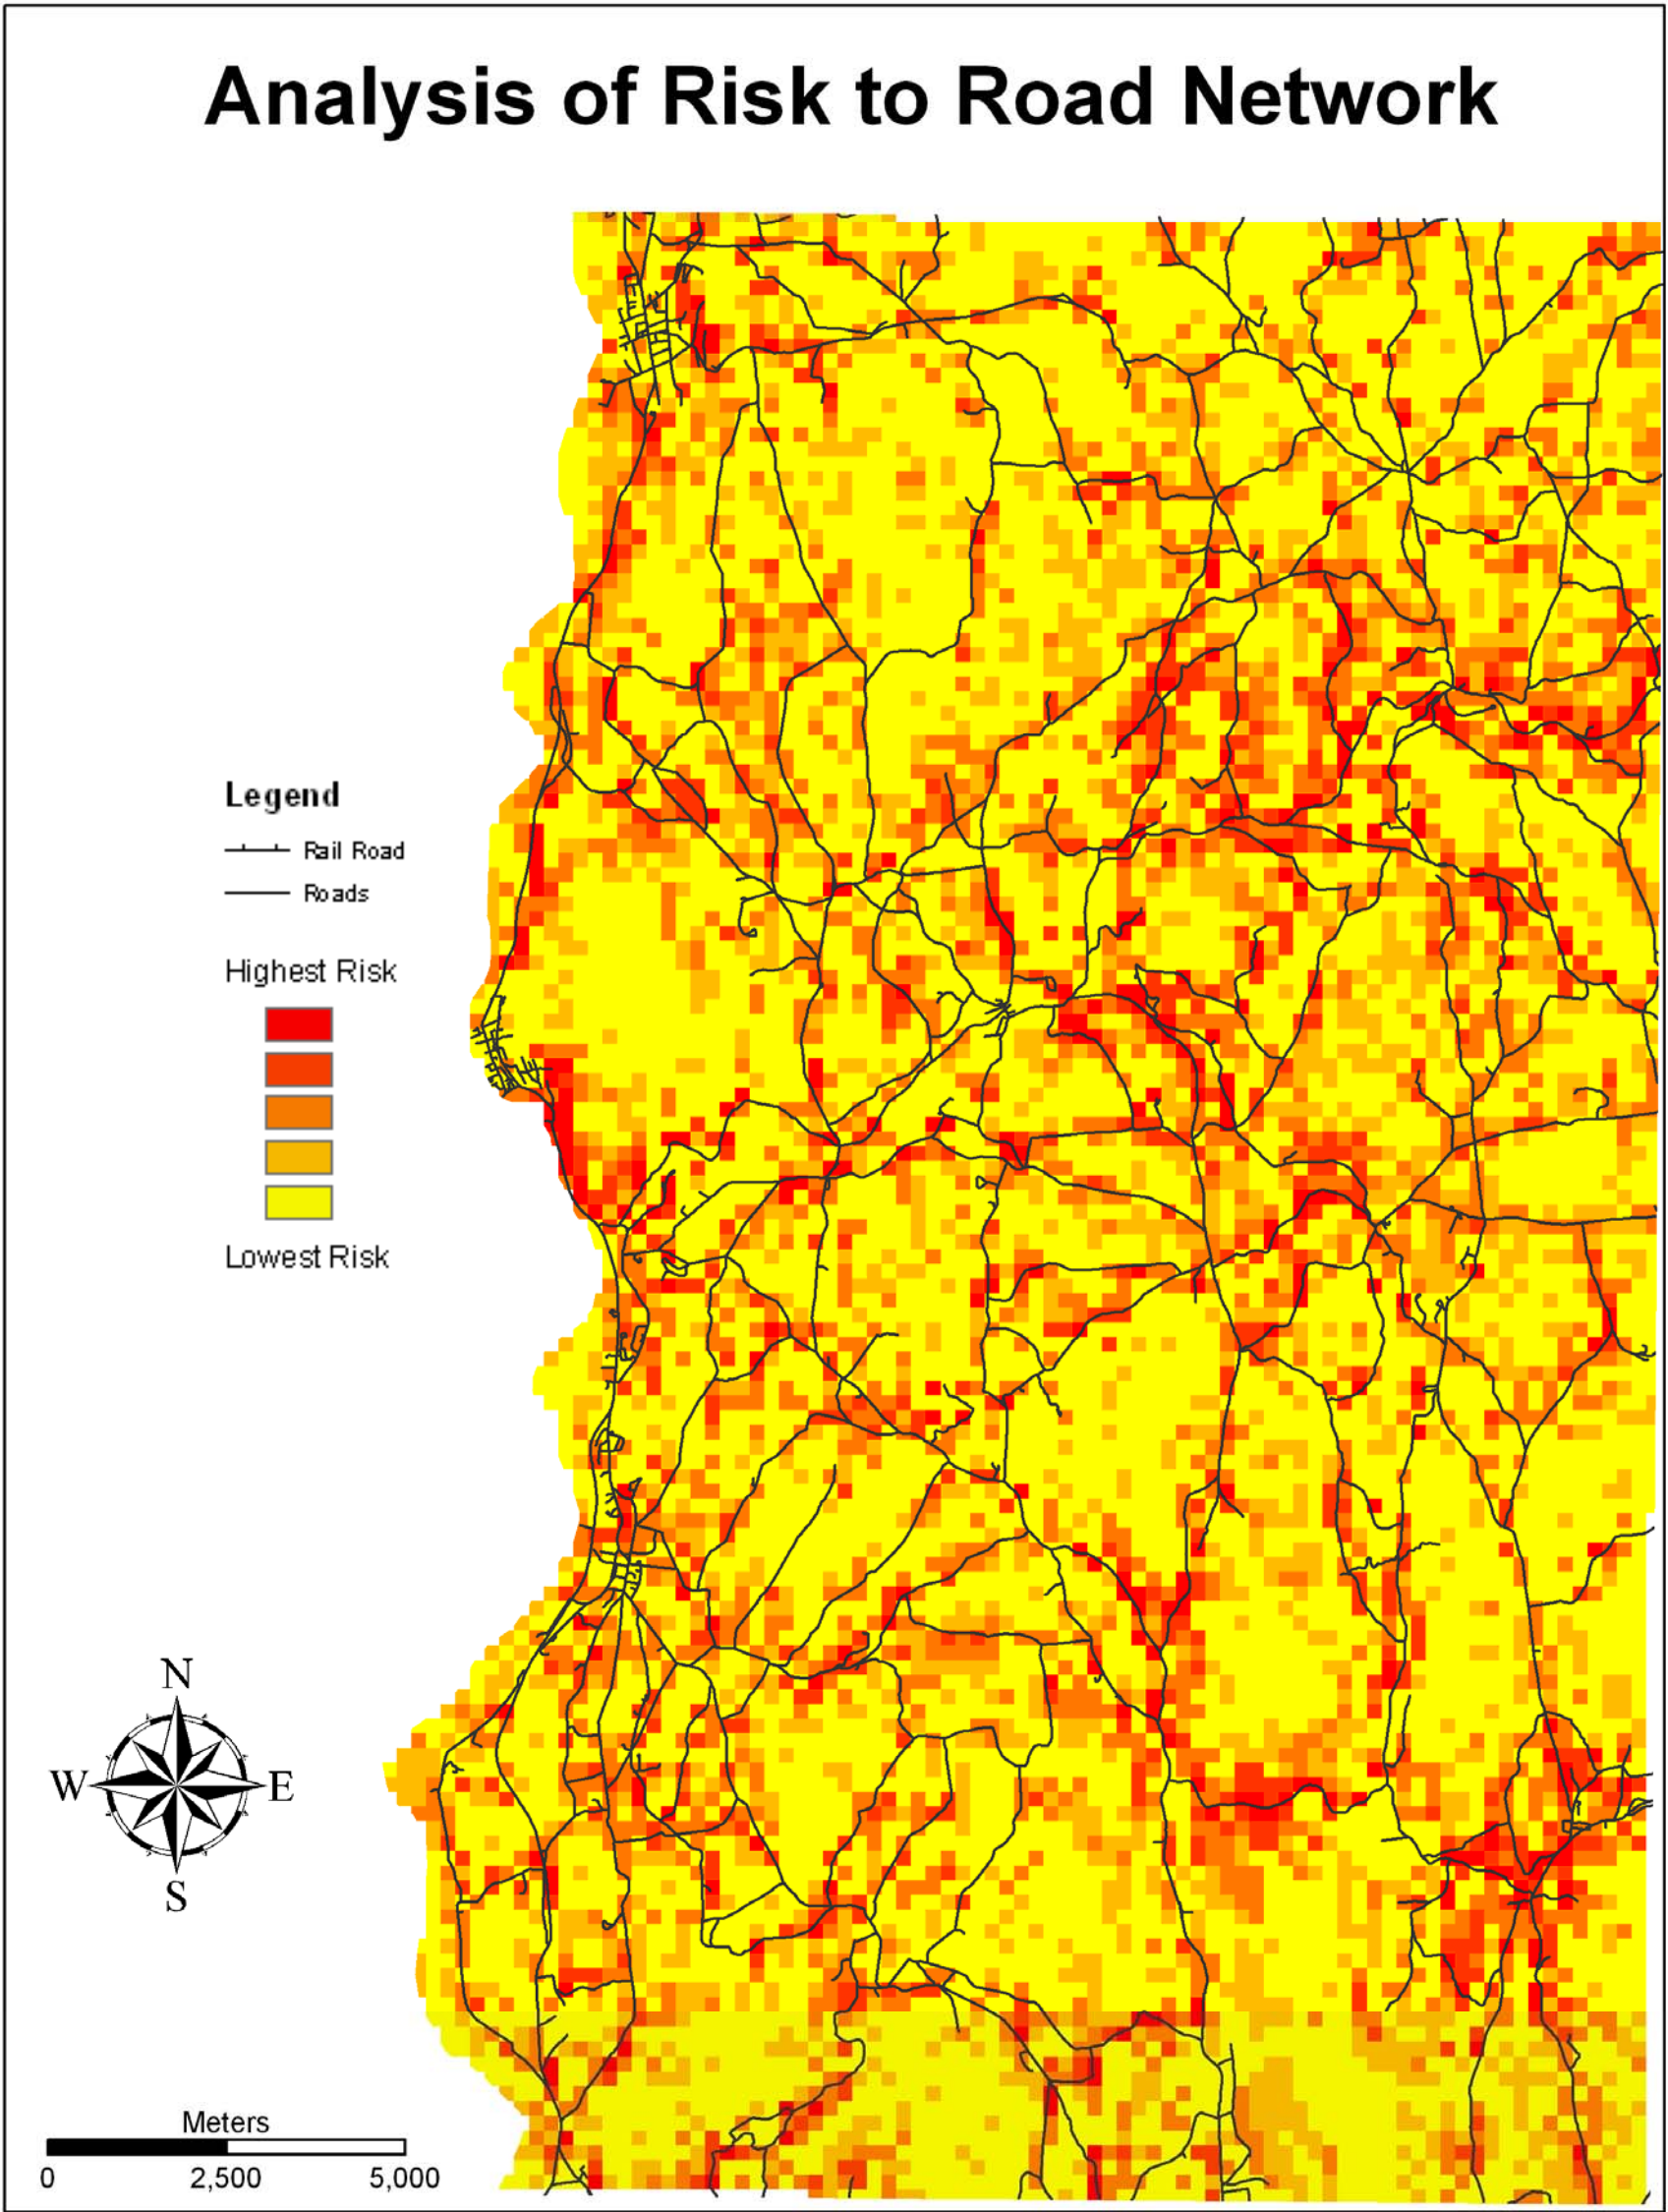 Analysis of Risk to Road Network
Legend
Rail Road
Roads
Highest Risk
Lowest Risk
N
W
E
S
Meters
0 2,500 5,000